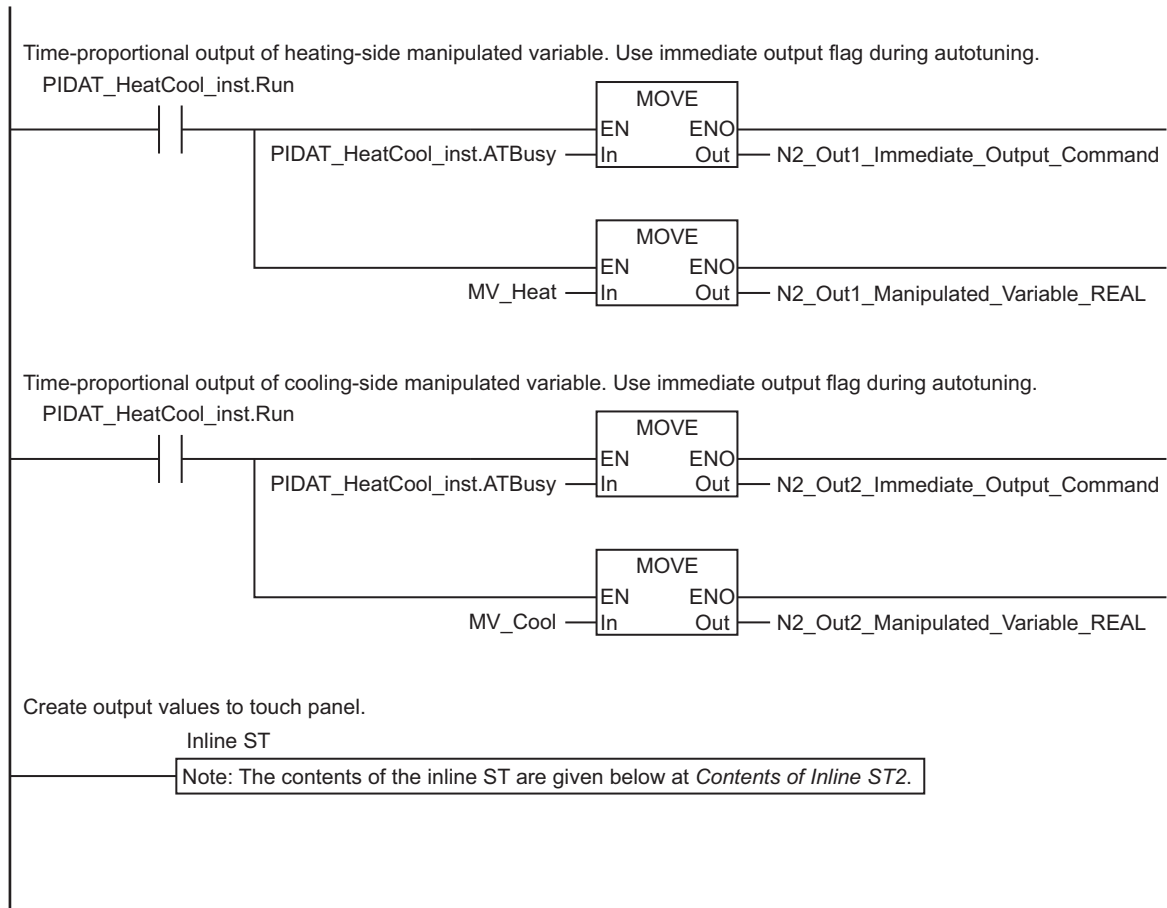 Time-proportional output of heating-side manipulated variable. Use immediate output flag during autotuning.
PIDAT_HeatCool_inst.Run
MOVE
EN ENO
PIDAT_HeatCool_inst.ATBusy In Out N2_Out1_Immediate_Output_Command
MOVE
EN ENO
MV_Heat In Out N2_Out1_Manipulated_Variable_REAL
Time-proportional output of cooling-side manipulated variable. Use immediate output flag during autotuning.
PIDAT_HeatCool_inst.Run
MOVE
EN ENO
PIDAT_HeatCool_inst.ATBusy In Out N2_Out2_Immediate_Output_Command
MOVE
EN ENO
MV_Cool In Out N2_Out2_Manipulated_Variable_REAL
Create output values to touch panel.
Inline ST
Note: The contents of the inline ST are given below at Contents of Inline ST2.